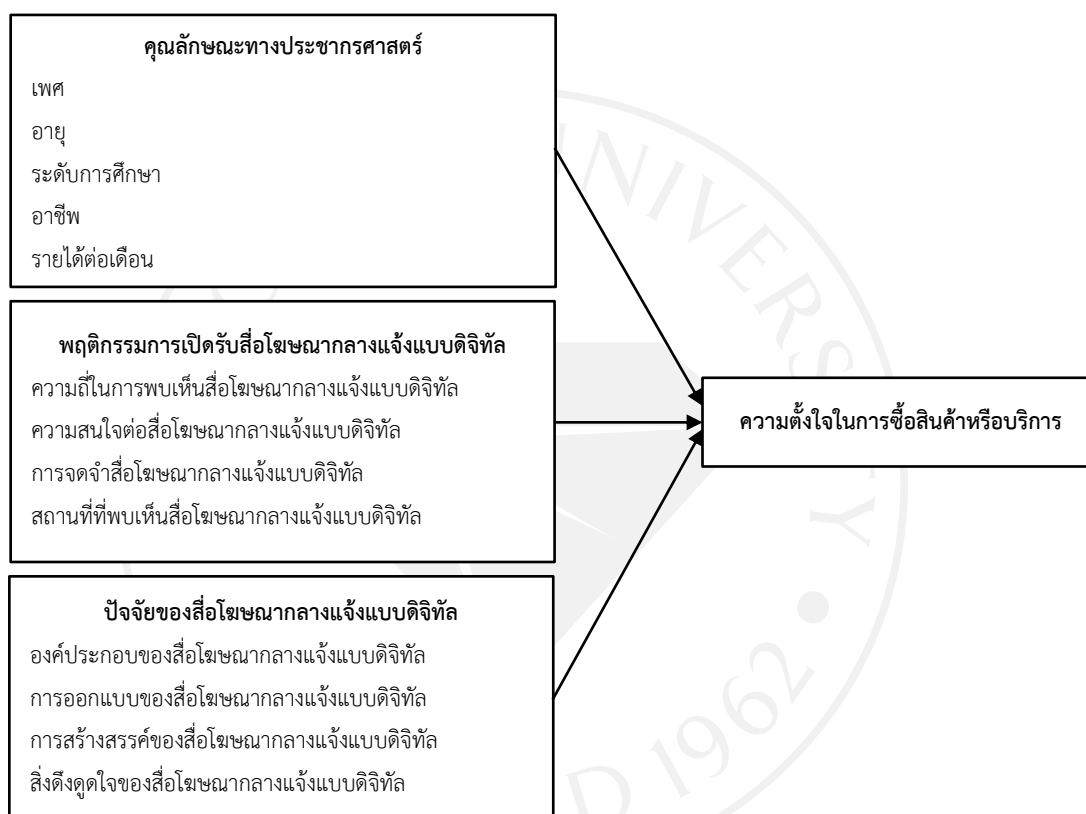 คุณลักษณะทางประชากรศาสตร์
เพศ
อายุ
ระดับการศึกษา
อาชีพ
รายได้ต่อเดือน
พฤติกรรมการเปิดรับสื่อโฆษณากลางแจ้งแบบดิจิทัล
ความถี่ในการพบเห็นสื่อโฆษณากลางแจ้งแบบดิจิทัล
ความสนใจต่อสื่อโฆษณากลางแจ้งแบบดิจิทัล
การจดจำสื่อโฆษณากลางแจ้งแบบดิจิทัล
สถานที่ที่พบเห็นสื่อโฆษณากลางแจ้งแบบดิจิทัล
ปัจจัยของสื่อโฆษณากลางแจ้งแบบดิจิทัล
องค์ประกอบของสื่อโฆษณากลางแจ้งแบบดิจิทัล
การออกแบบของสื่อโฆษณากลางแจ้งแบบดิจิทัล
การสร้างสรรค์ของสื่อโฆษณากลางแจ้งแบบดิจิทัล
สิ่งดึงดูดใจของสื่อโฆษณากลางแจ้งแบบดิจิทัล
ความตั้งใจในการซื้อสินค้าหรือบริการ
UNIVERSITY
1962